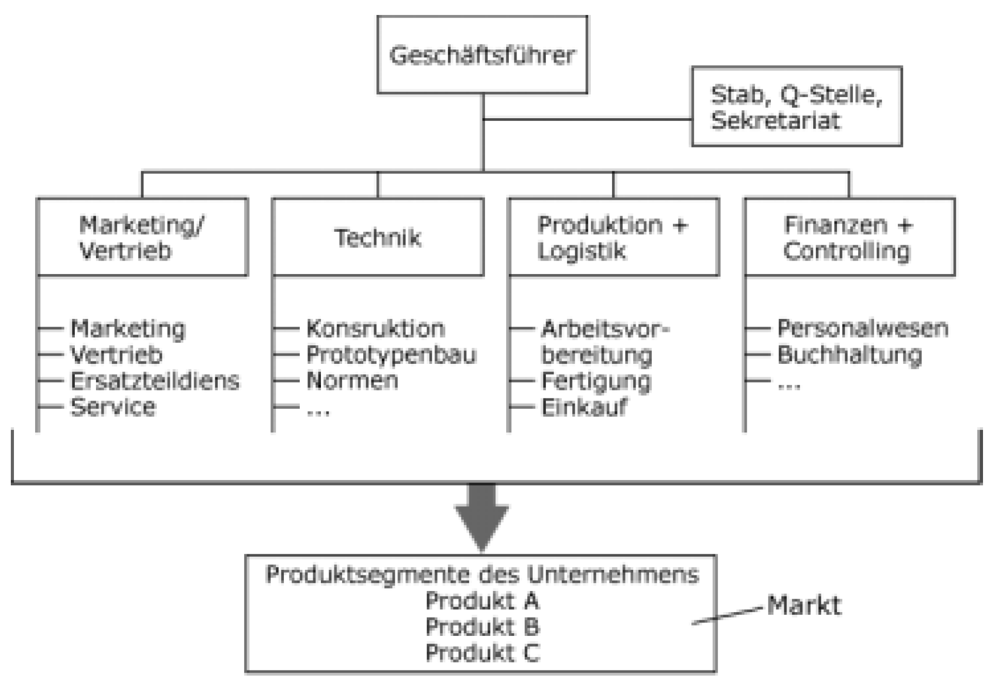 Geschäftsführer
Stab, Q-Stelle,
Sekretariat
Marketing/
Vertrieb
Technik
Produktion +
Logistik
Finanzen +
Controlling
Marketing
Vertrieb
Ersatzteildiens
Service
Konsruktion
Prototypenbau
Normen
...
Arbeitsvor-
bereitung
Fertigung
Einkauf
Personalwesen
Buchhaltung
...
Produktsegmente des Unternehmens
Produkt A
Produkt B
Produkt C
Markt